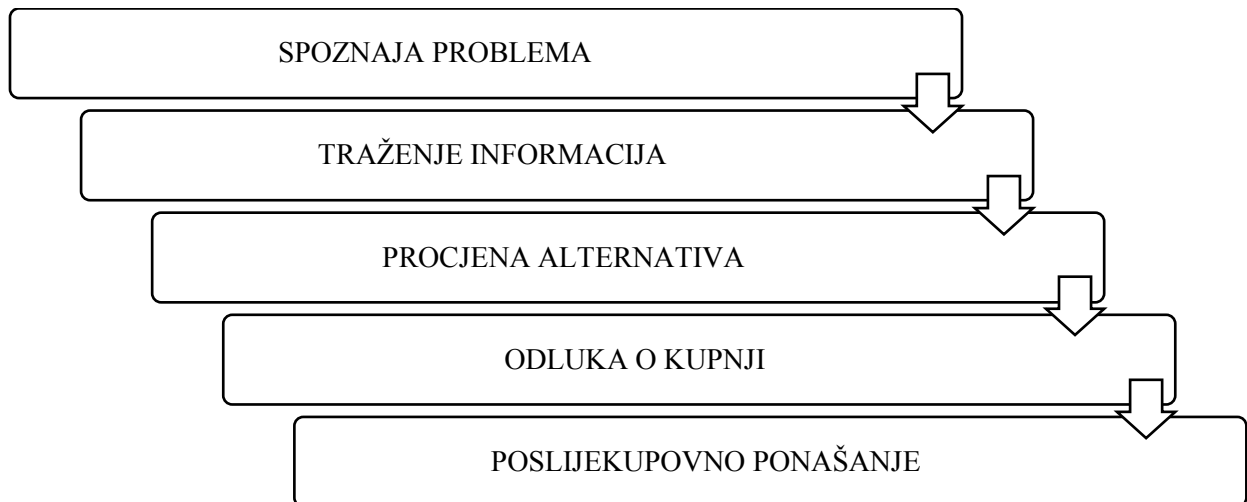 SPOZNAJA PROBLEMA
TRAŽENJE INFORMACIJA
PROCJENA ALTERNATIVA
ODLUKA O KUPNJI
POSLIJEKUPOVNO PONAŠANJE